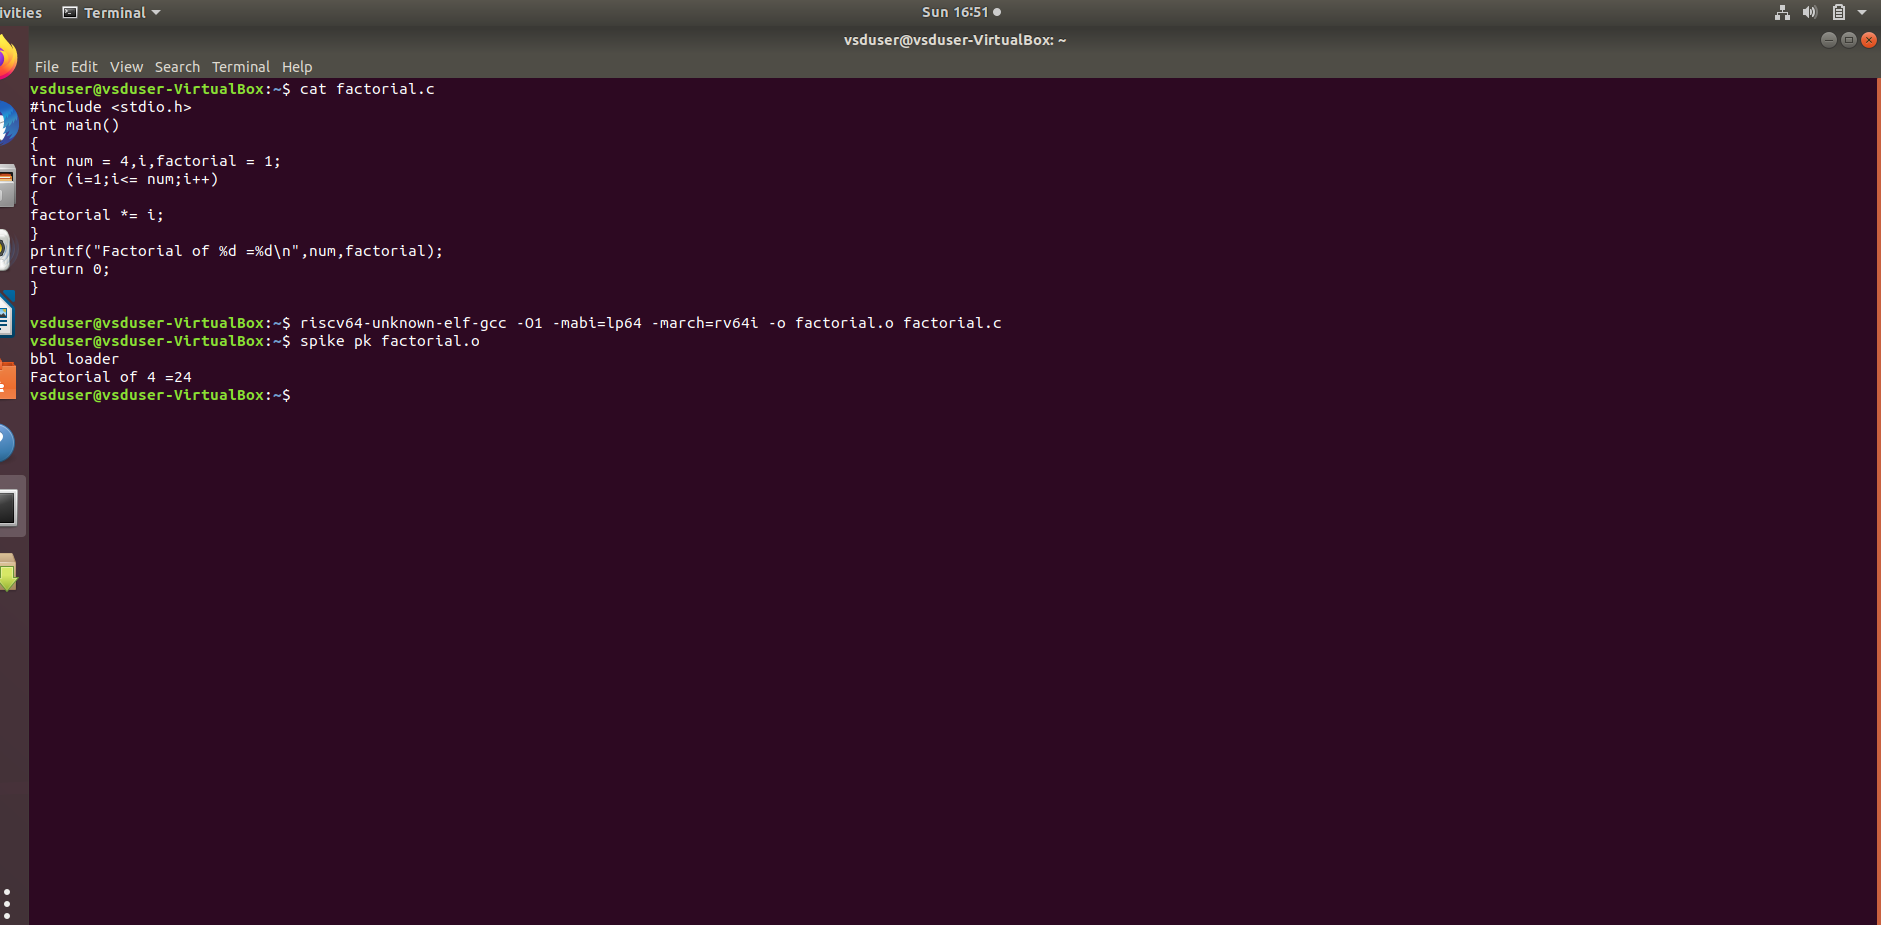 ivities Terminal Sun 16:51
vsduser@vsduser-VirtualBox: ~
File Edit View Search Terminal Help
vsduser@vsduser-VirtualBox:~$ cat factorial.c
#include <stdio.h>
int main()
{
int num = 4,i,factorial = 1;
for (i=1;i<= num;i++)
{
factorial *= i;
}
printf("Factorial of %d =%d\n",num,factorial);
return 0;
}
vsduser@vsduser-VirtualBox:~$ riscv64-unknown-elf-gcc -O1 -mabi=lp64 -march=rv64i -o factorial.o factorial.c
vsduser@vsduser-VirtualBox:~$ spike pk factorial.o
bbl loader
Factorial of 4 =24
vsduser@vsduser-VirtualBox:~$